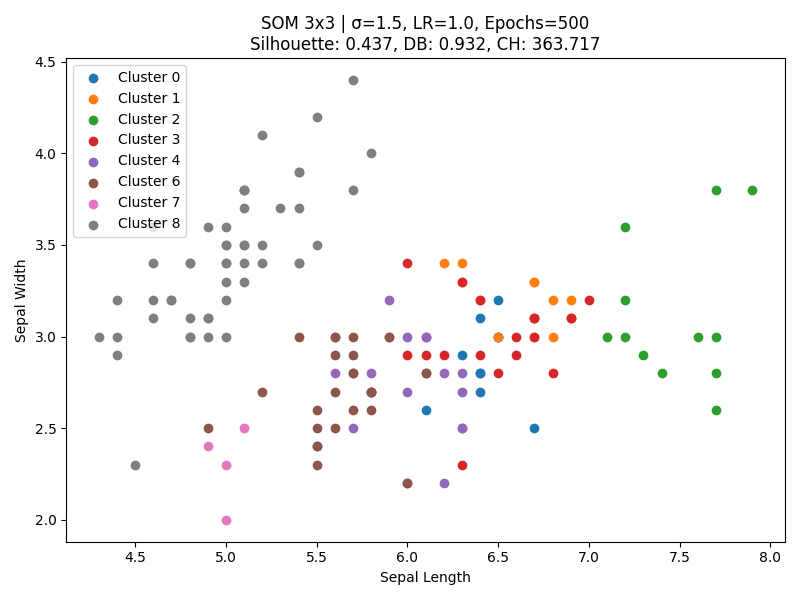 SOM 3x3 | σ=1.5, LR=1.0, Epochs=500
Silhouette: 0.437, DB: 0.932, CH: 363.717
Cluster 0
Cluster 1
Cluster 2
Cluster 3
Cluster 4
Cluster 6
Cluster 7
Cluster 8
Sepal Width
4.5
4.0
3.5
3.0
2.5
2.0
4.5
5.0
5.5
6.0
6.5
7.0
7.5
8.0
Sepal Length